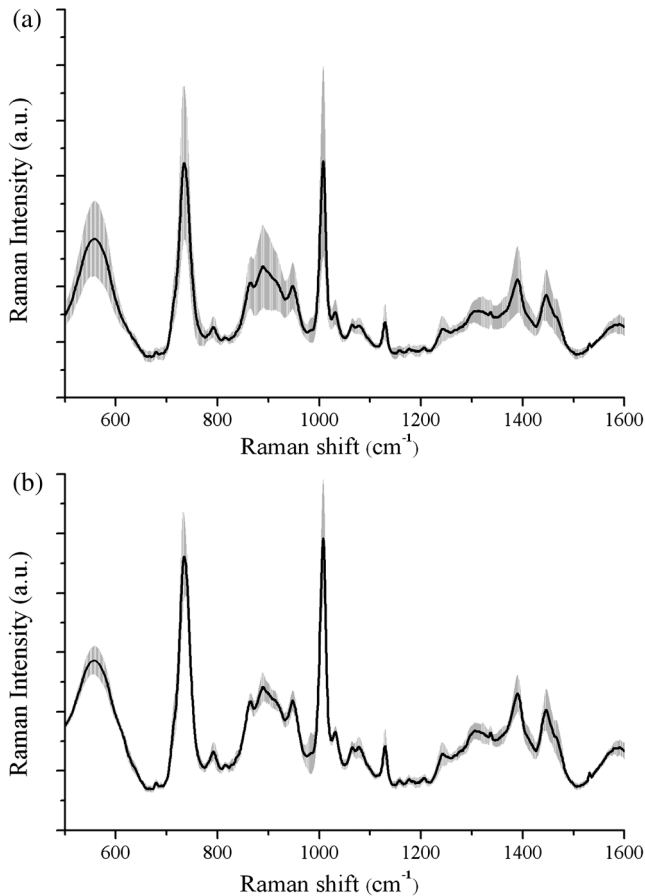 (a)
Raman Intensity (a.u.)
600 800 1000 1200 1400 1600
Raman shift (cm-1)
(b)
Raman Intensity (a.u.)
600 800 1000 1200 1400 1600
Raman shift (cm-1)